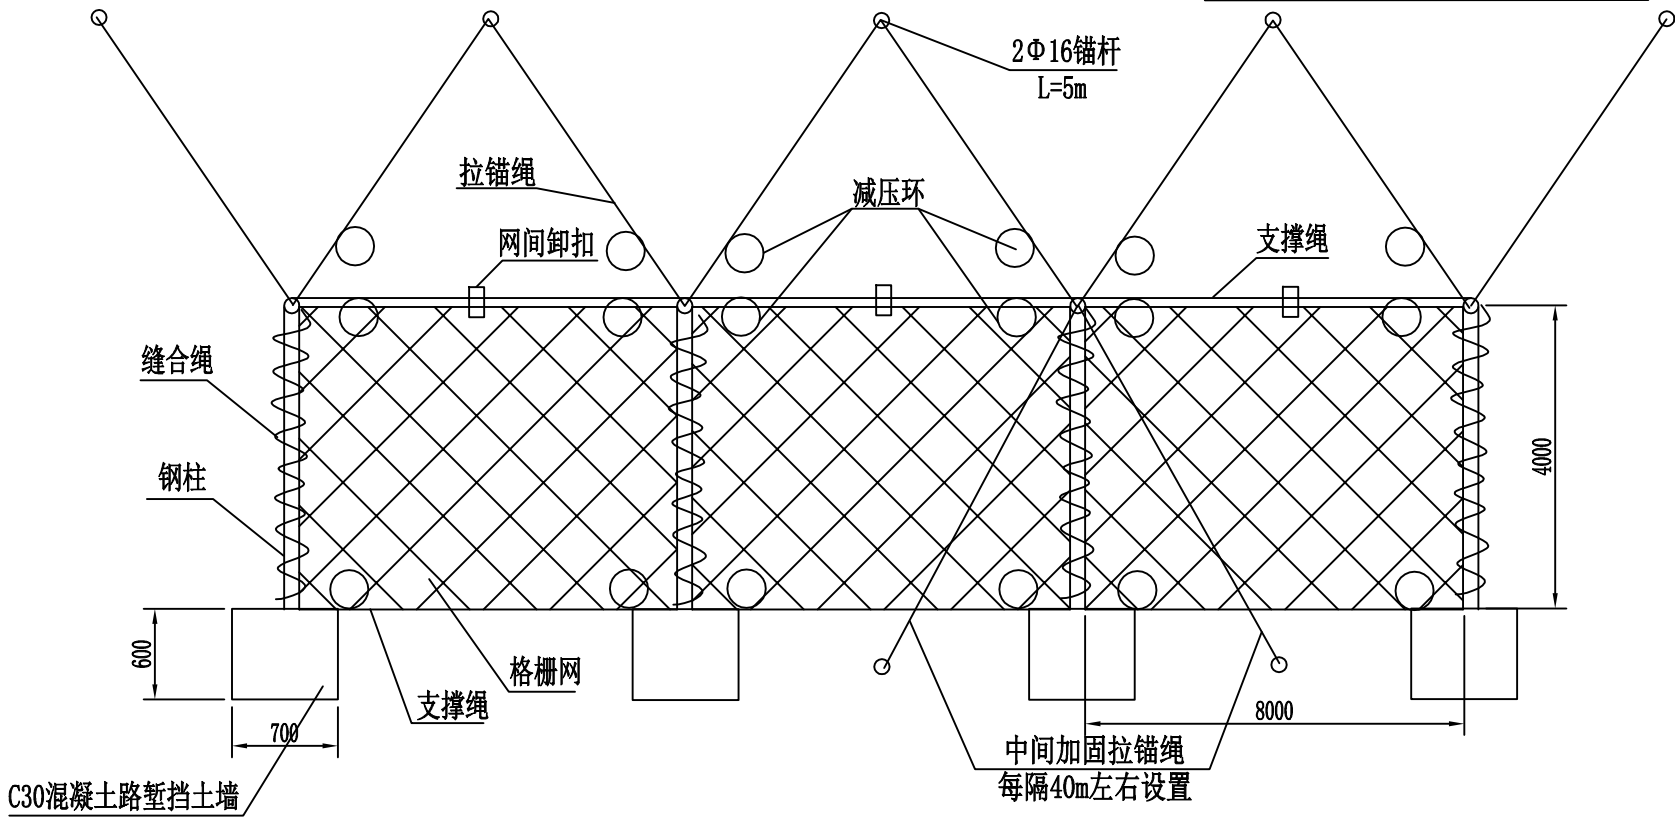 2Φ16锚杆
L=5m
拉锚绳
减压环
网间卸扣
支撑绳
缝合绳
钢柱
4000
600
格栅网
支撑绳
700
8000
中间加固拉锚绳
每隔40m左右设置
C30混凝土路堑挡土墙